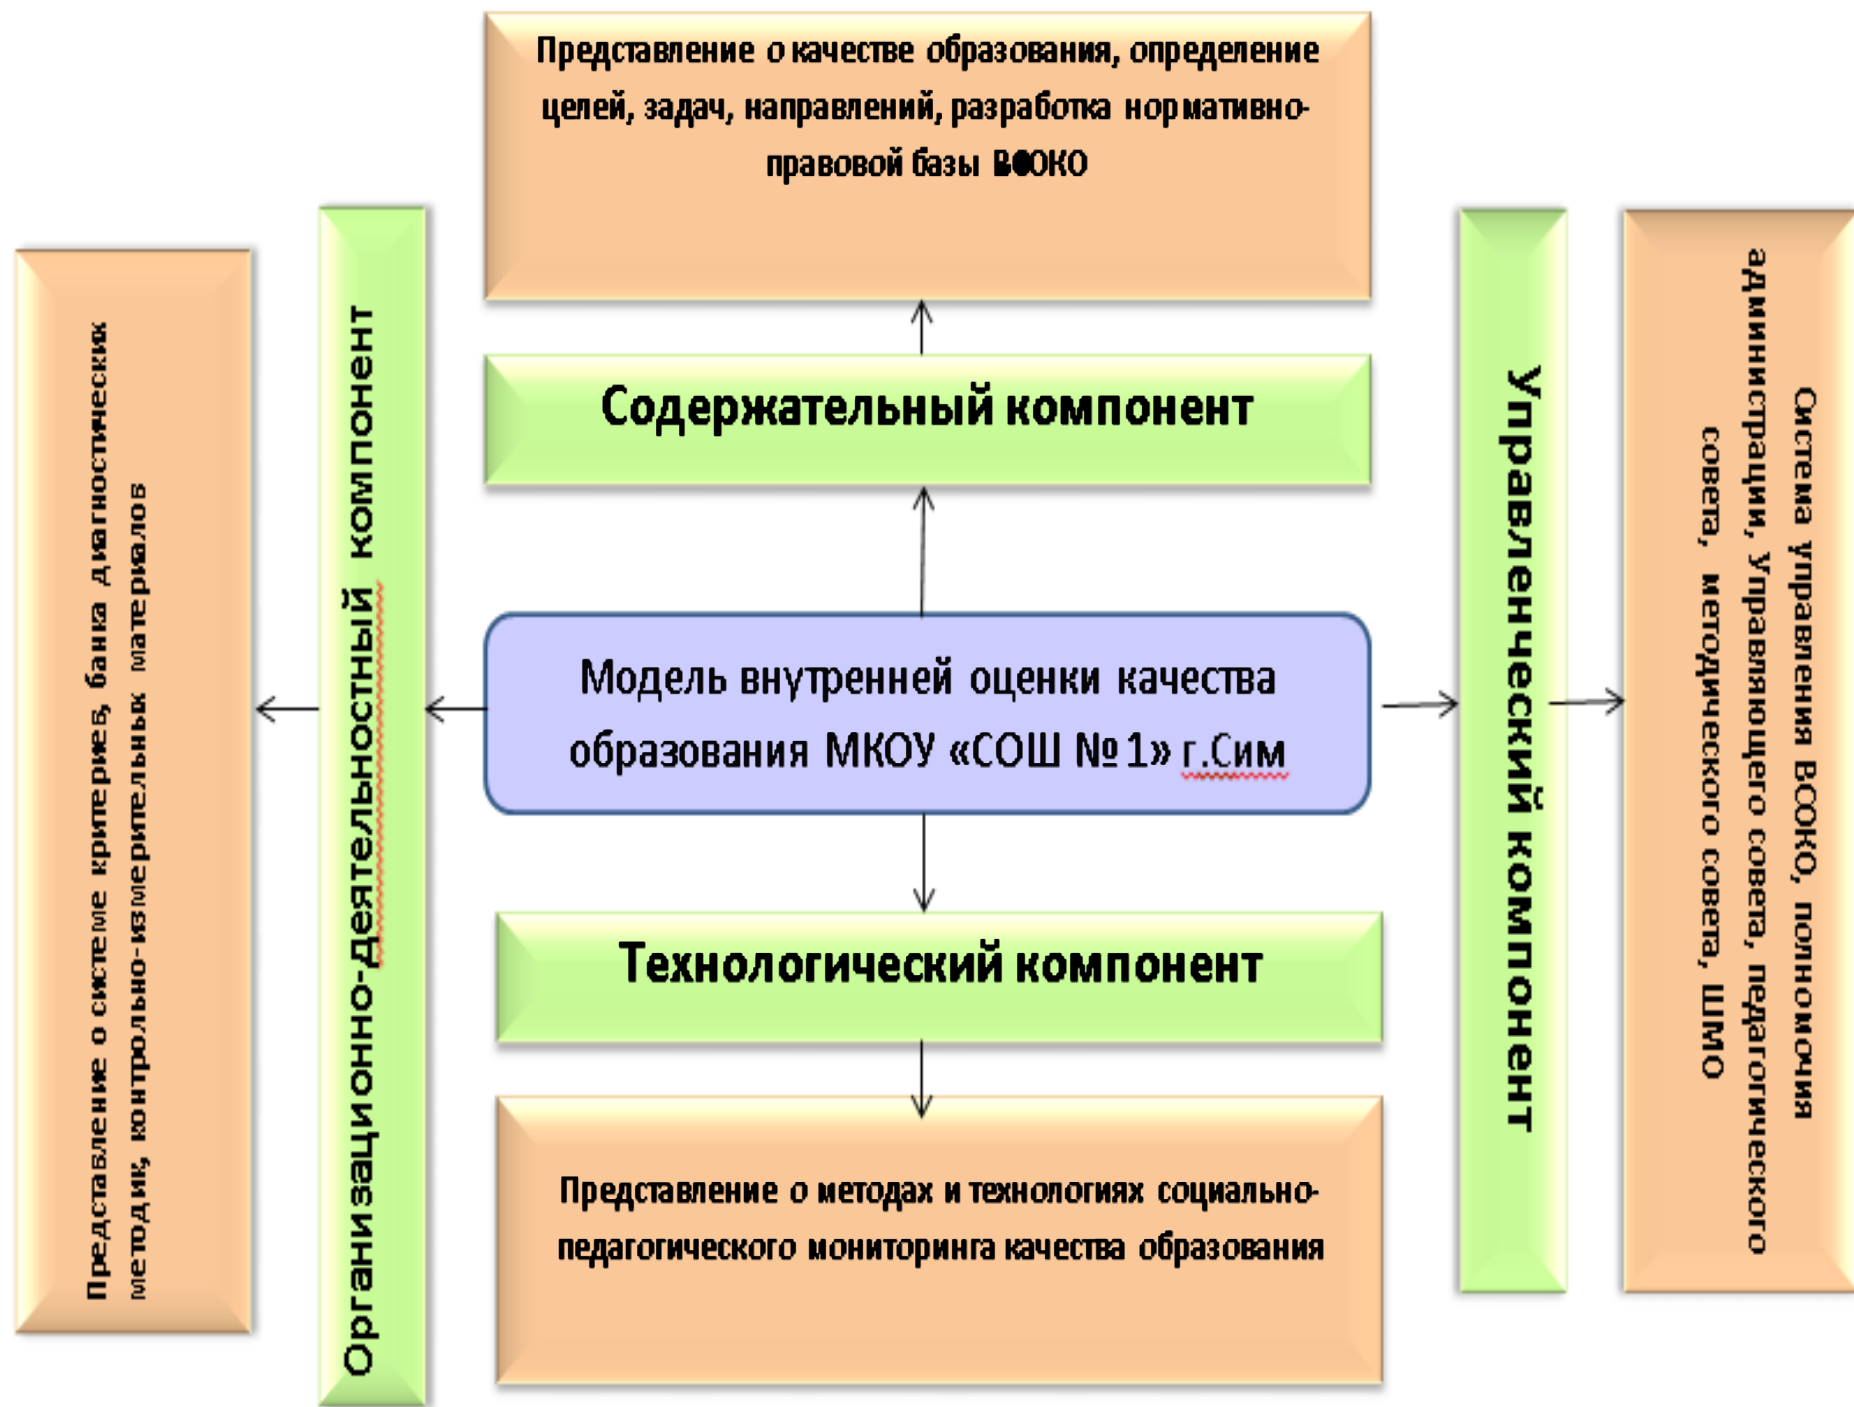 Представление о качестве образования, определение
целей, задач, направлений, разработка нормативно-
правовой базы ВСОКО
Содержательный компонент
Представление о системе критериев, банка диагностических
методик, контрольно-измерительных материалов
Организационно-деятельностный компонент
Модель внутренней оценки качества
образования МКОУ «СОШ №1» г.Сим
Управленческий компонент
Система управления ВСОКО, полномочия
администрации, Управляющего совета, педагогического
совета, методического совета, ШМО
Технологический компонент
Представление о методах и технологиях социально-
педагогического мониторинга качества образования